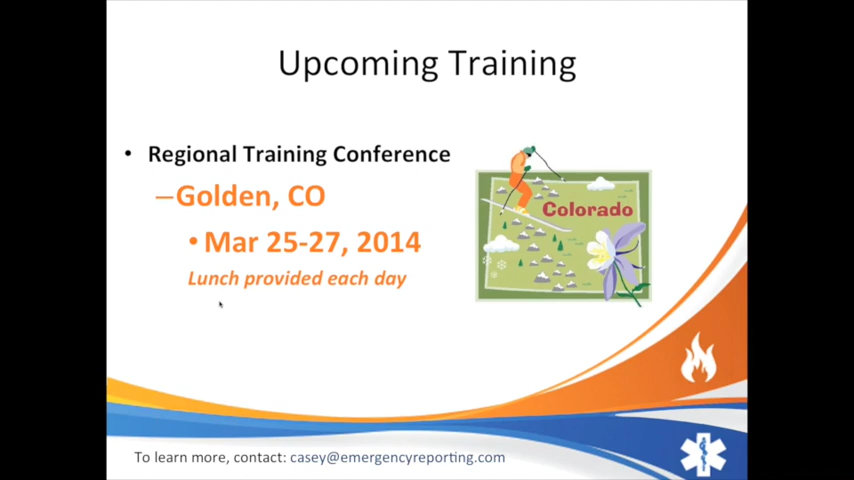 Upcoming Training
• Regional Training Conference
–Golden, CO
• Mar 25-27, 2014
Lunch provided each day
Colorado
To learn more, contact: casey@emergencyreporting.com